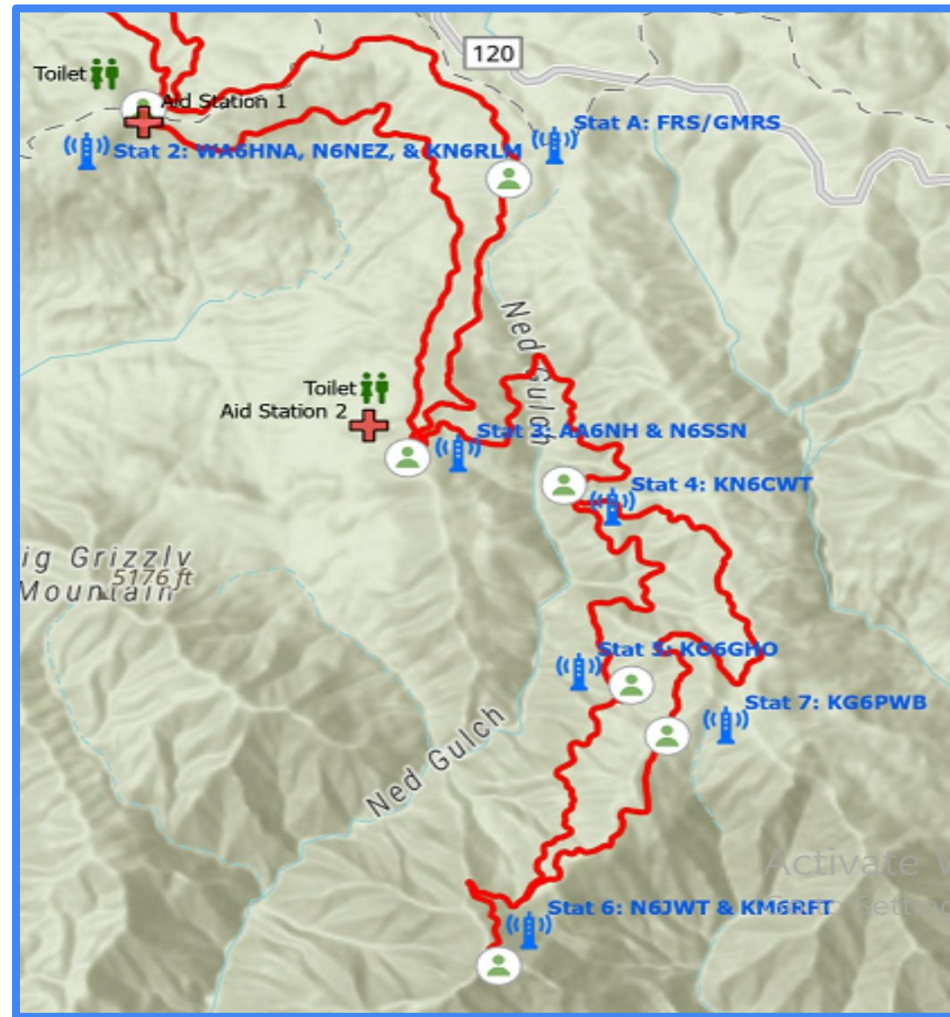 120
Toilet
Aid Station 1
Stat A: FRS/GMRS
Stat 2: WA6HNA, N6NEZ, & KN6RLM
Ned Gulch
Toilet
Aid Station 2
Stat 3: AA6NH & N6SSN
Stat 4: KN6CWT
ig Grizzly
Mountain
5176 ft
Stat 5: KO6GHO
Stat 7: KG6PWB
Ned Gulch
Activate W
Stat 6: N6JWT & KM6RFT